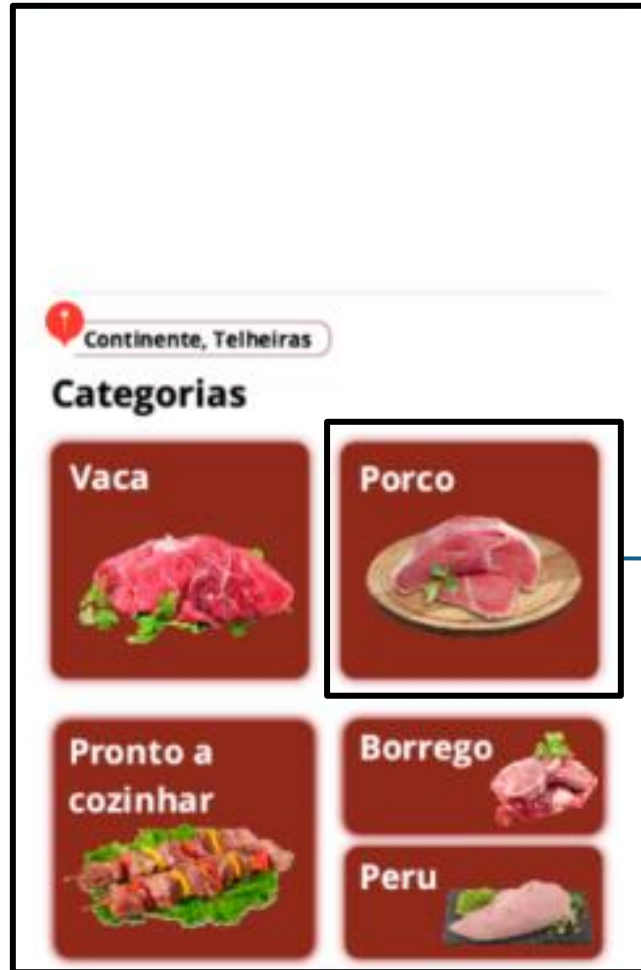 Continente, Telheiras
Categorias
Vaca
Porco
Pronto a
cozinhar
Borrego
Peru